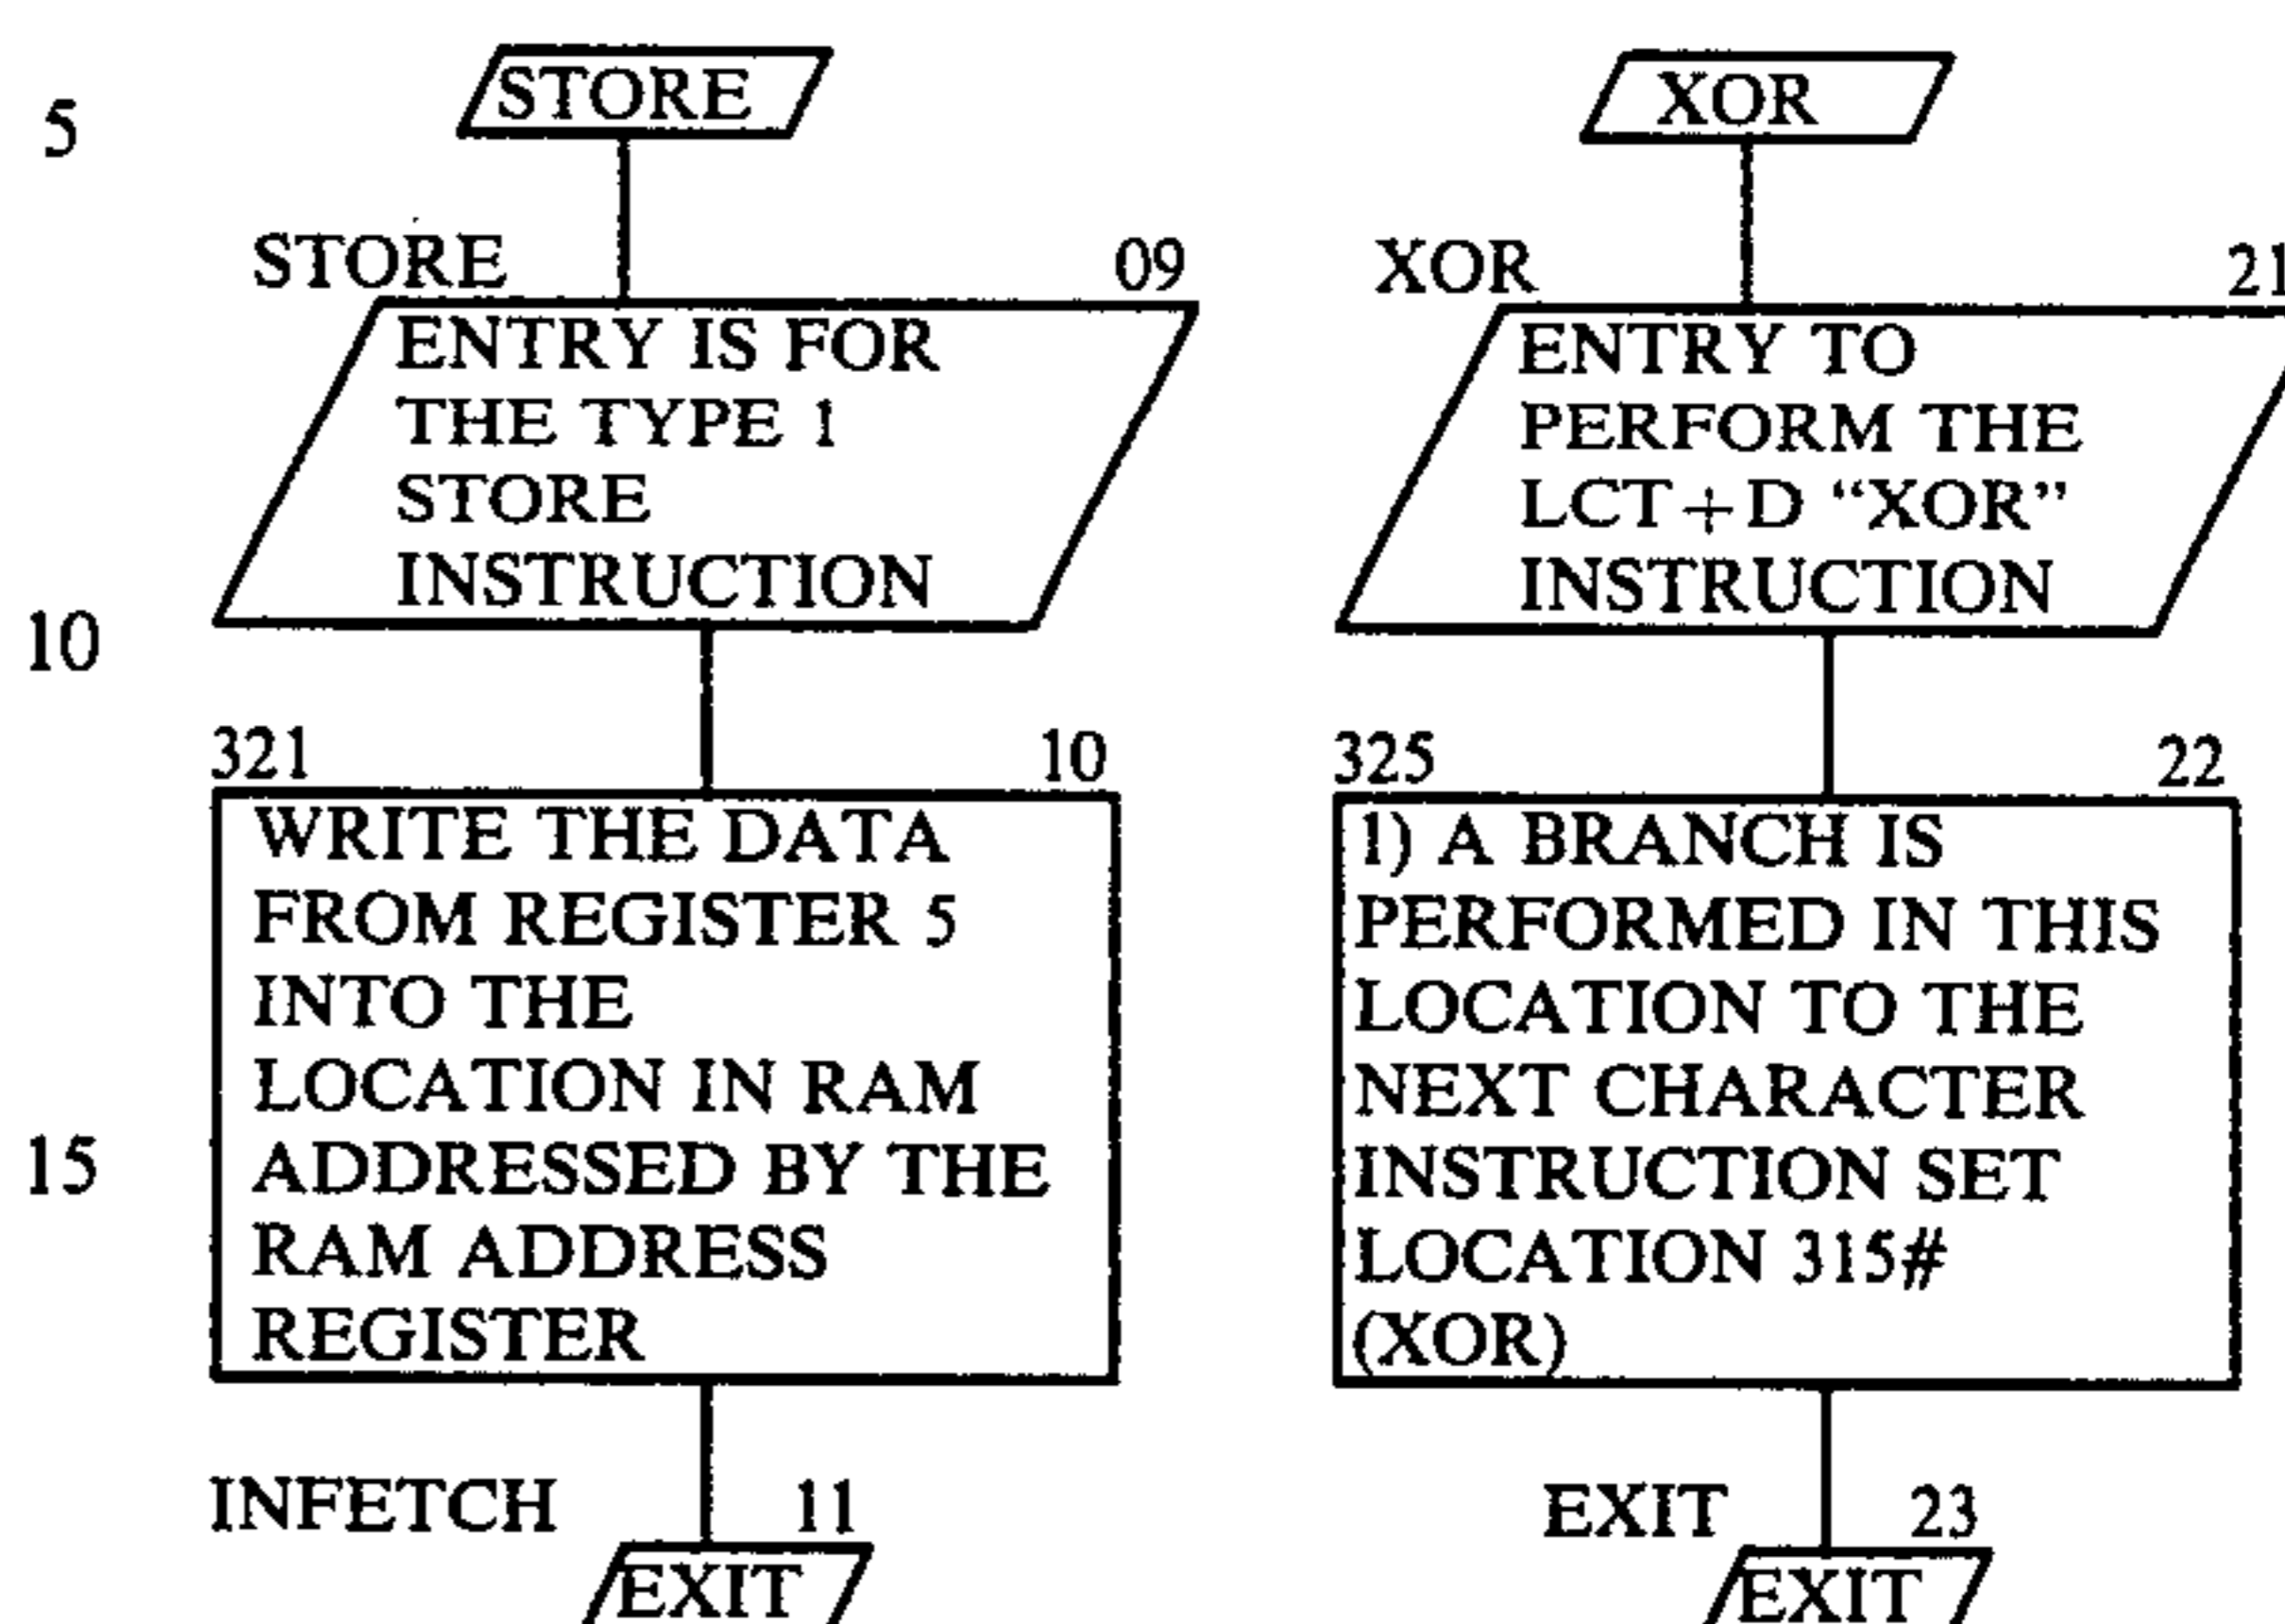 5
STORE
STORE 09
ENTRY IS FOR
THE TYPE 1
STORE
INSTRUCTION
10
321 10
WRITE THE DATA
FROM REGISTER 5
INTO THE
LOCATION IN RAM
ADDRESSED BY THE
15
RAM ADDRESS
REGISTER
INFETCH 11
EXIT
XOR
XOR 21
ENTRY TO
PERFORM THE
LCT+D “XOR”
INSTRUCTION
325 22
1) A BRANCH IS
PERFORMED IN THIS
LOCATION TO THE
NEXT CHARACTER
INSTRUCTION SET
LOCATION 315#
(XOR)
EXIT 23
EXIT